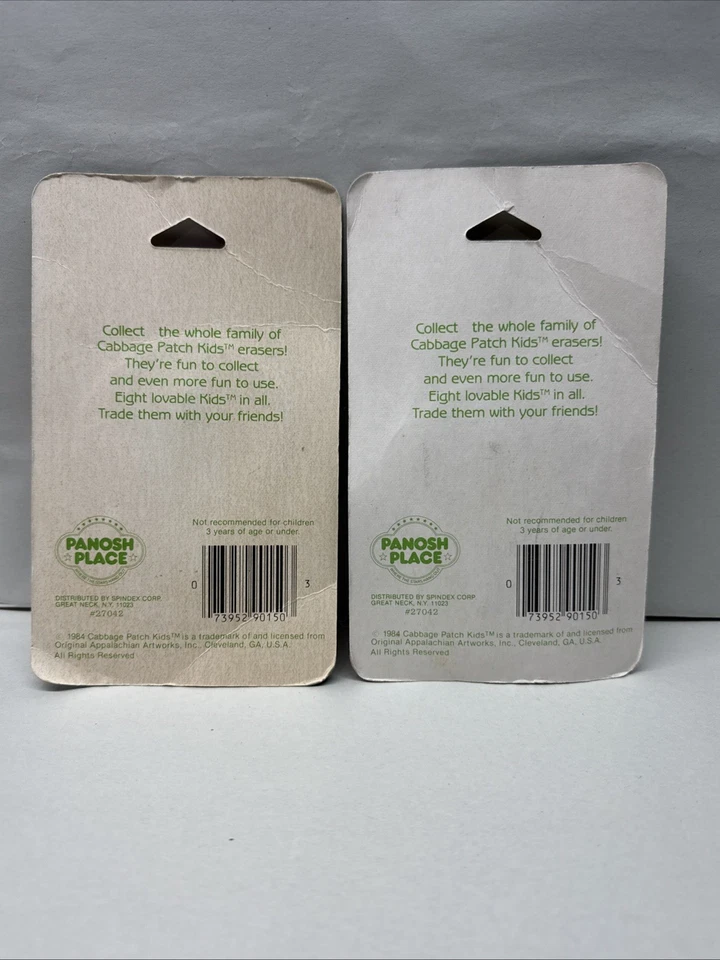 Collect the whole family of
Cabbage Patch Kids™ erasers!
They're fun to collect
and even more fun to use.
Eight lovable Kids™ in all.
Trade them with your friends!
Not recommended for children
3 years of age or under.
PANOSH
PLACE
DISTRIBUTED BY SPINDEX CORP.
GREAT NECK, N.Y. 11023
#27042
0 73952 90150 3
© 1984 Cabbage Patch Kids™ is a trademark of and licensed from
Original Appalachian Artworks, Inc., Cleveland, GA, U.S.A.
All Rights Reserved
Collect the whole family of
Cabbage Patch Kids™ erasers!
They're fun to collect
and even more fun to use.
Eight lovable Kids™ in all.
Trade them with your friends!
Not recommended for children
3 years of age or under.
PANOSH
PLACE
DISTRIBUTED BY SPINDEX CORP.
GREAT NECK, N.Y. 11023
#27042
0 73952 90150 3
© 1984 Cabbage Patch Kids™ is a trademark of and licensed from
Original Appalachian Artworks, Inc., Cleveland, GA, U.S.A.
All Rights Reserved